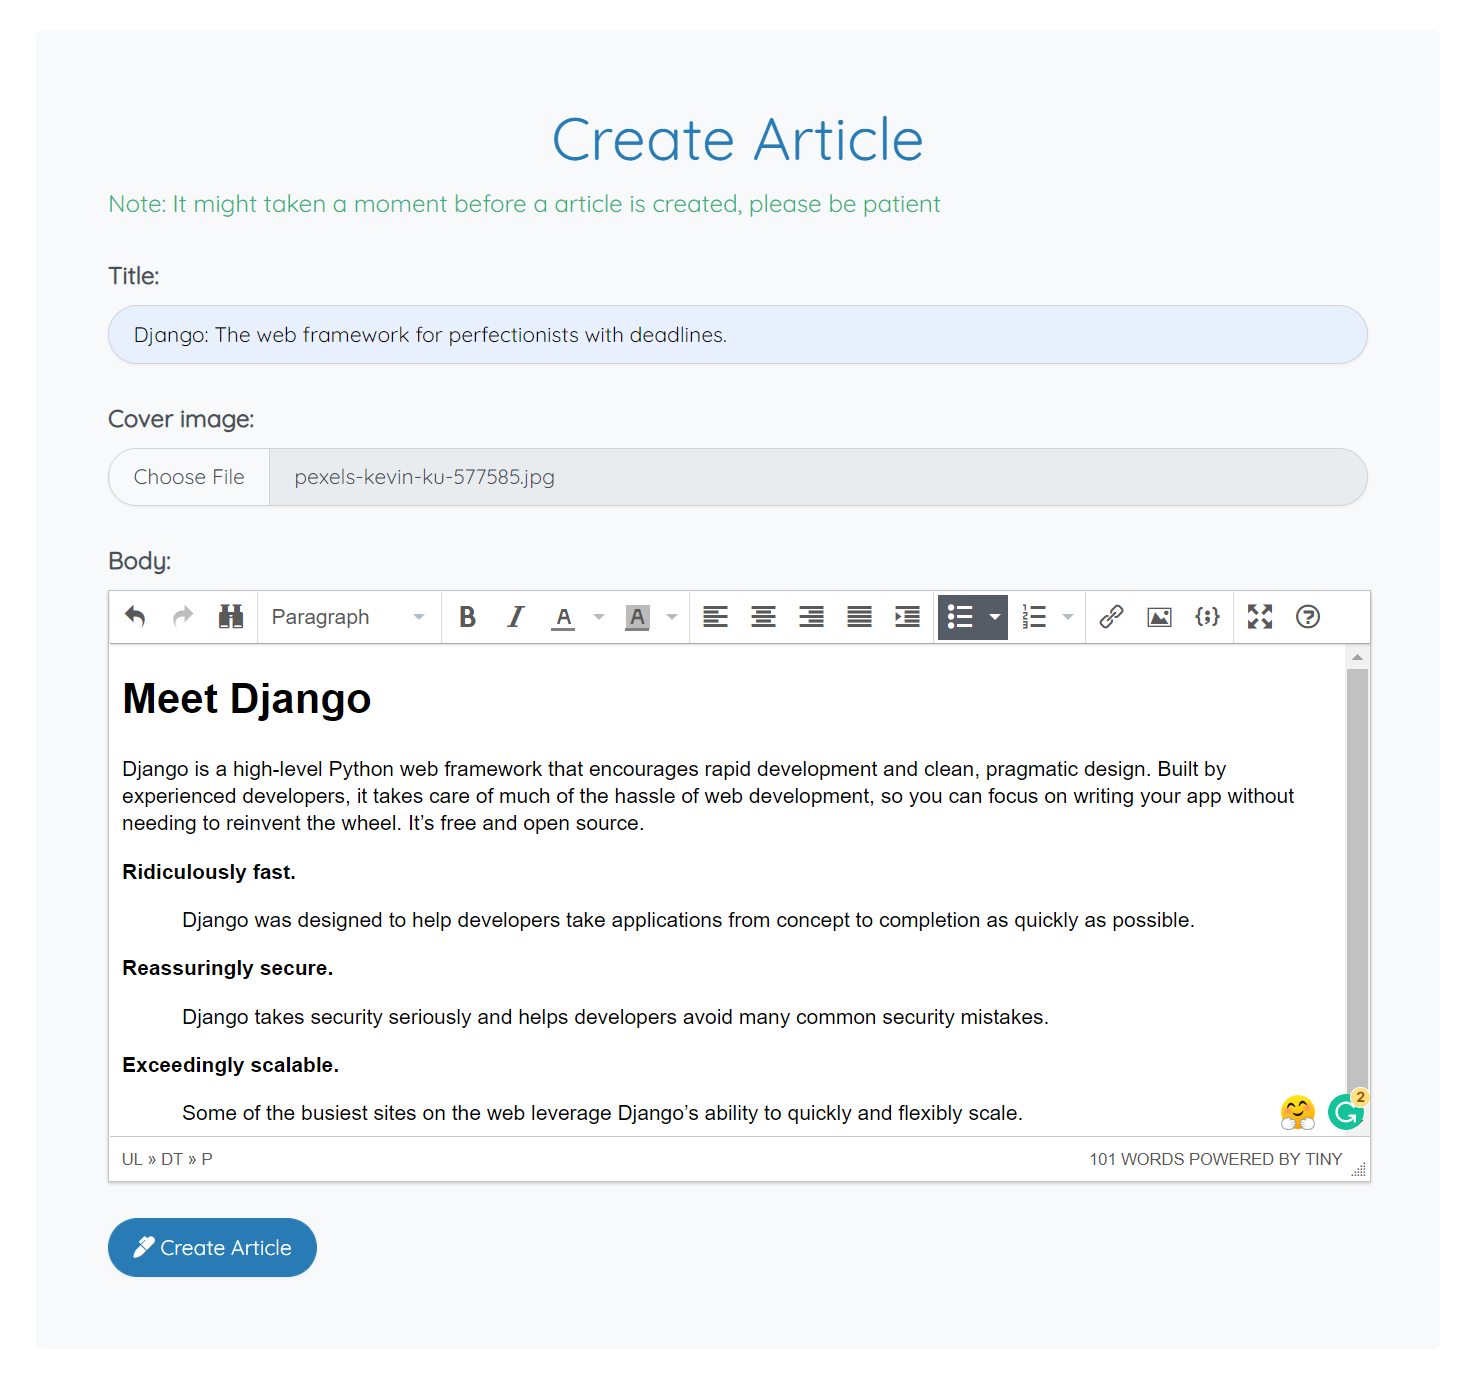 Create Article
Note: It might taken a moment before a article is created, please be patient
Title:
Django: The web framework for perfectionists with deadlines.
Cover image:
Choose File pexels-kevin-ku-577585.jpg
Body:
Paragraph B I A A
Meet Django
Django is a high-level Python web framework that encourages rapid development and clean, pragmatic design. Built by
experienced developers, it takes care of much of the hassle of web development, so you can focus on writing your app without
needing to reinvent the wheel. It’s free and open source.
Ridiculously fast.
Django was designed to help developers take applications from concept to completion as quickly as possible.
Reassuringly secure.
Django takes security seriously and helps developers avoid many common security mistakes.
Exceedingly scalable.
Some of the busiest sites on the web leverage Django’s ability to quickly and flexibly scale.
2
UL » DT » P 101 WORDS POWERED BY TINY
Create Article